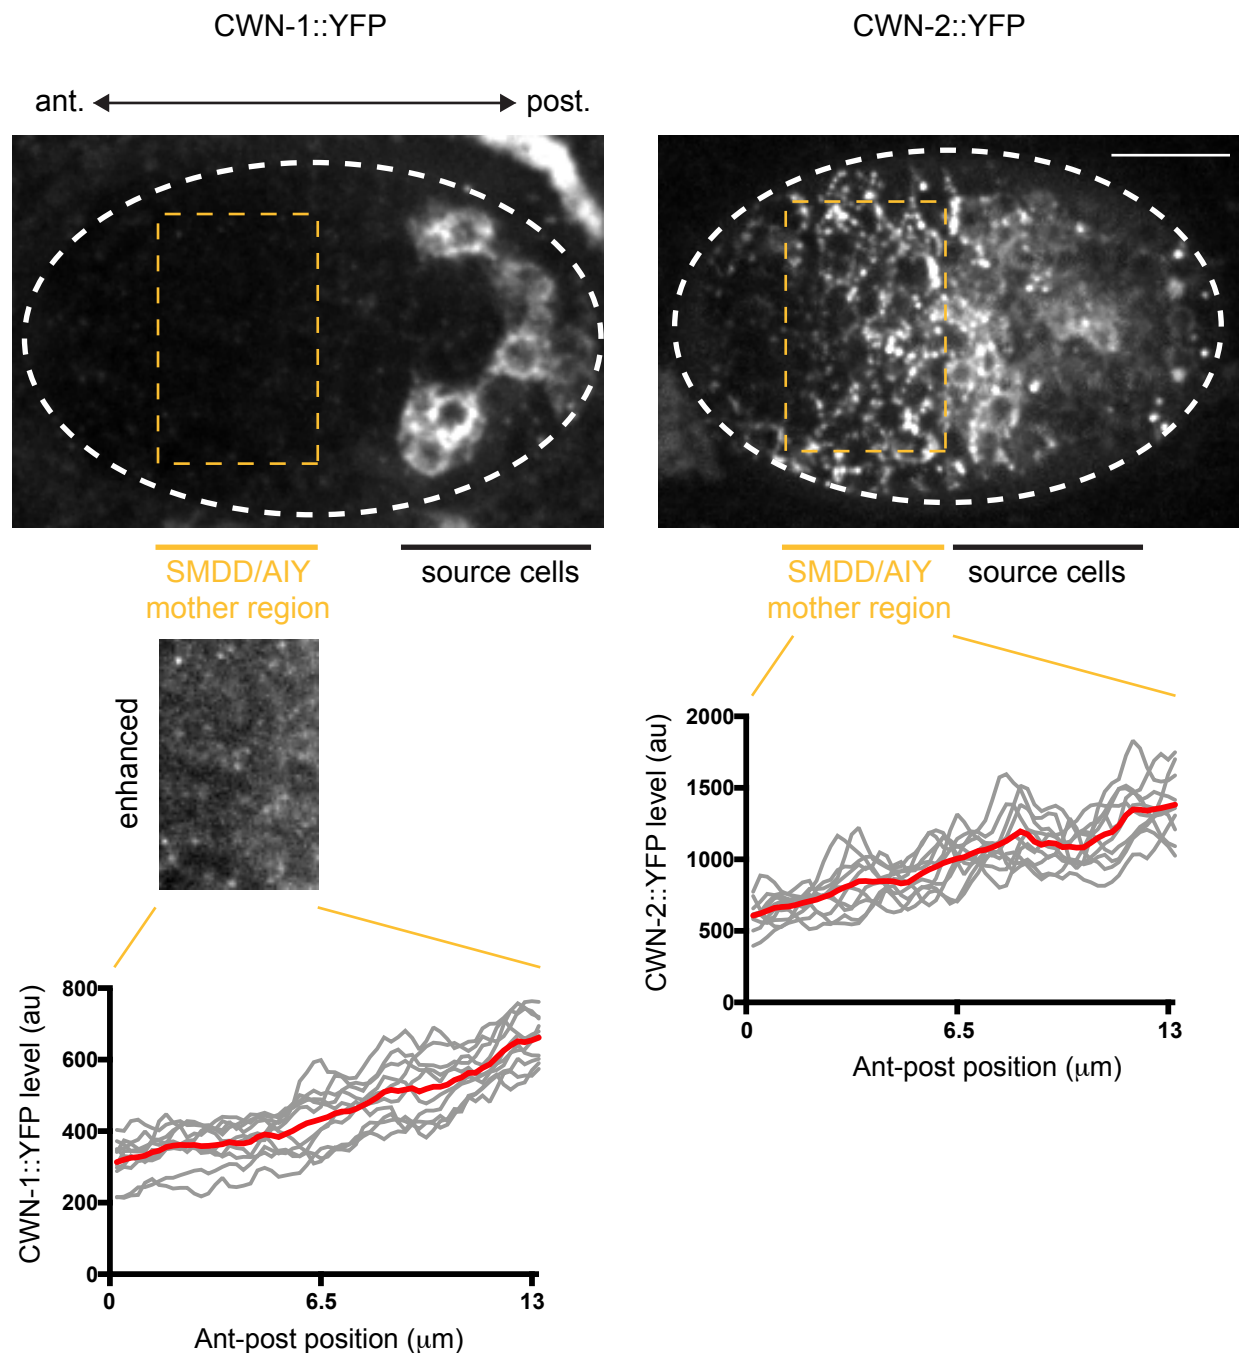 CWN-1::YFP
CWN-2::YFP
ant.
post.
SMDD/AIY
mother region
source cells
SMDD/AIY
mother region
source cells
enhanced
CWN-2::YFP level (au)
2000
1500
1000
500
0
0
6.5
13
Ant-post position (μm)
CWN-1::YFP level (au)
800
600
400
200
0
0
6.5
13
Ant-post position (μm)